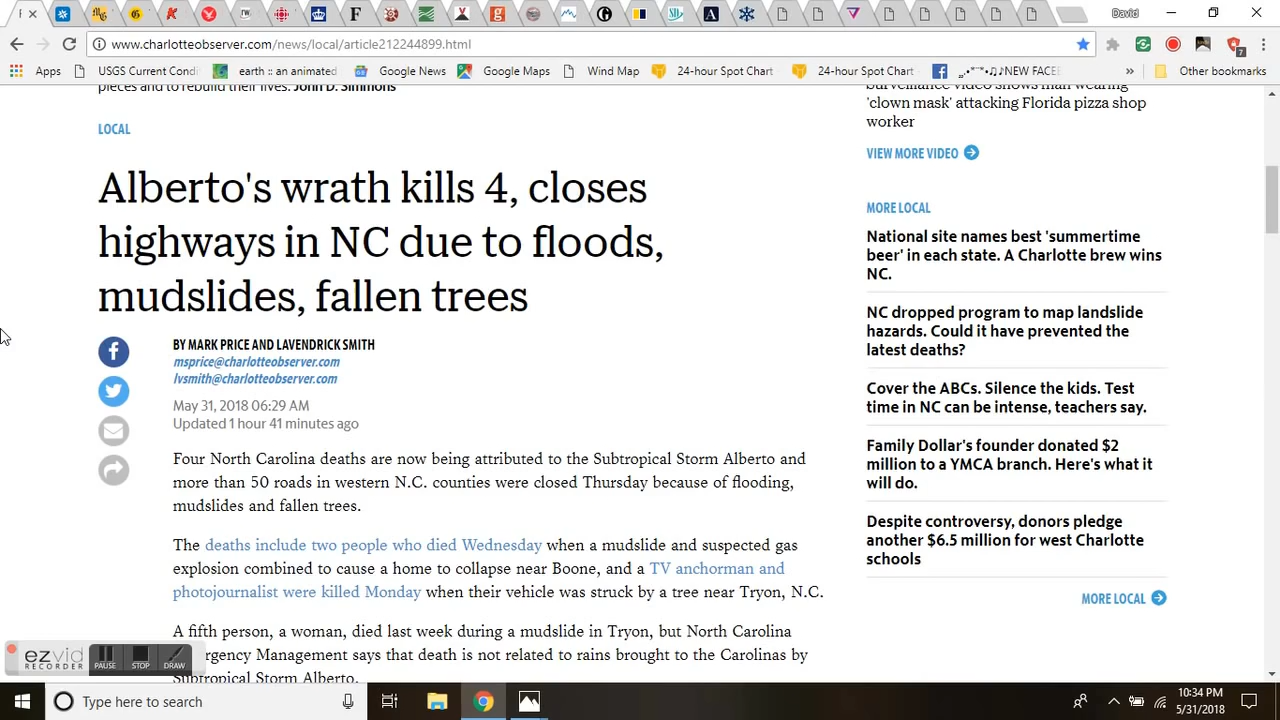 David
www.charlotteobserver.com/news/local/article212244899.html
Apps
USGS Current Condi
earth :: an animated
Google News
Google Maps
Wind Map
24-hour Spot Chart
24-hour Spot Chart
»
Other bookmarks
pieces and to rebuild their lives. John D. Simmons
LOCAL
Alberto's wrath kills 4, closes
highways in NC due to floods,
mudslides, fallen trees
BY MARK PRICE AND LAVENDRICK SMITH
msprice@charlotteobserver.com
lvsmith@charlotteobserver.com
May 31, 2018 06:29 AM
Updated 1 hour 41 minutes ago
Four North Carolina deaths are now being attributed to the Subtropical Storm Alberto and
more than 50 roads in western N.C. counties were closed Thursday because of flooding,
mudslides and fallen trees.
The deaths include two people who died Wednesday when a mudslide and suspected gas
explosion combined to cause a home to collapse near Boone, and a TV anchorman and
photojournalist were killed Monday when their vehicle was struck by a tree near Tryon, N.C.
A fifth person, a woman, died last week during a mudslide in Tryon, but North Carolina
ergency Management says that death is not related to rains brought to the Carolinas by
Subtropical Storm Alberto.
surveillance video shows man wearing
'clown mask' attacking Florida pizza shop
worker
VIEW MORE VIDEO
MORE LOCAL
National site names best 'summertime
beer' in each state. A Charlotte brew wins
NC.
NC dropped program to map landslide
hazards. Could it have prevented the
latest deaths?
Cover the ABCs. Silence the kids. Test
time in NC can be intense, teachers say.
Family Dollar's founder donated $2
million to a YMCA branch. Here's what it
will do.
Despite controversy, donors pledge
another $6.5 million for west Charlotte
schools
MORE LOCAL
ezvid
RECORDER
PAUSE
STOP
DRAW
Type here to search
10:34 PM
5/31/2018